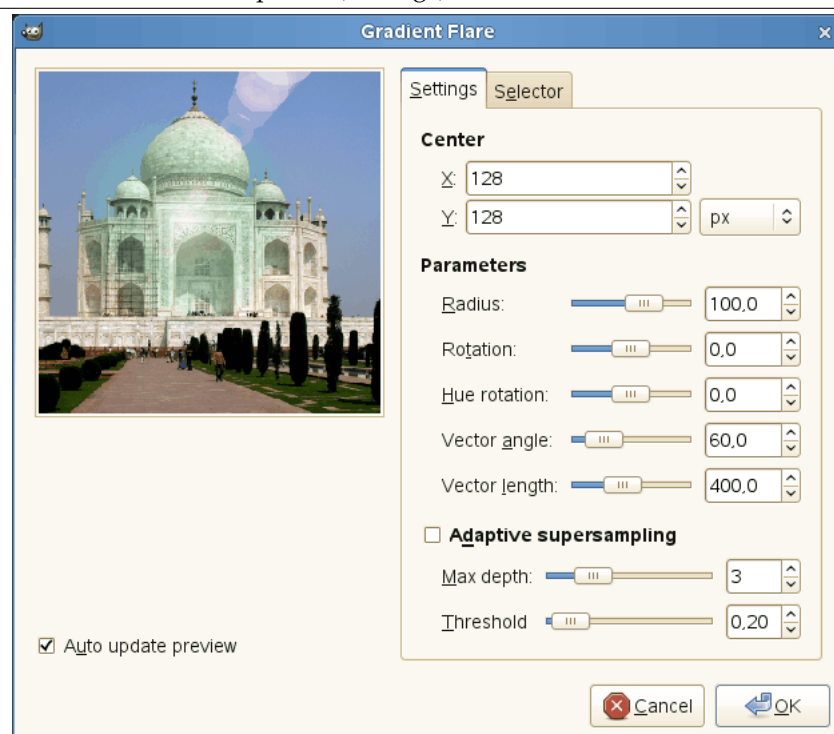 Gradient Flare
Settings Selector
Center
X: 128
Y: 128 px
Parameters
Radius: 100,0
Rotation: 0,0
Hue rotation: 0,0
Vector angle: 60,0
Vector length: 400,0
Adaptive supersampling
Max depth: 3
Threshold 0,20
Auto update preview
Cancel OK